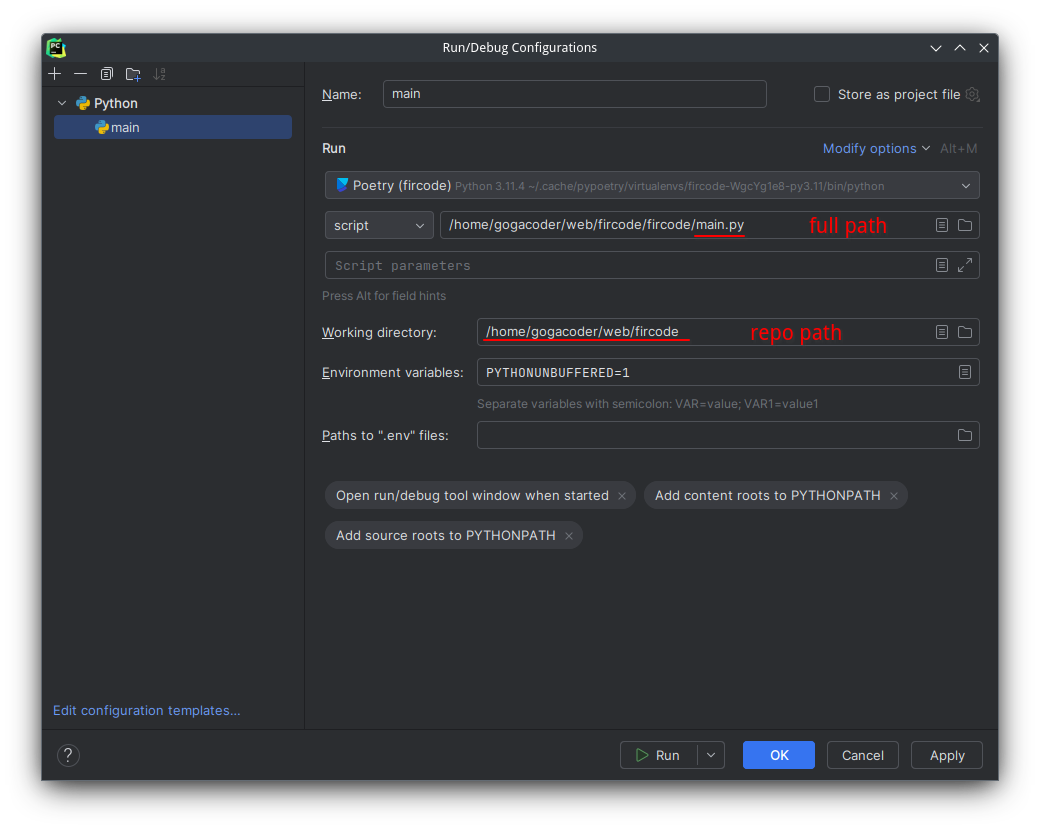 Run/Debug Configurations
Python
main
Name: main Store as project file
Run Modify options Alt+M
Poetry (fircode) Python 3.11.4 ~/.cache/pypoetry/virtualenvs/fircode-WgcYg1e8-py3.11/bin/python
script /home/gogacoder/web/fircode/fircode/main.py full path
Script parameters
Press Alt for field hints
Working directory: /home/gogacoder/web/fircode repo path
Environment variables: PYTHONUNBUFFERED=1
Separate variables with semicolon: VAR=value; VAR1=value1
Paths to ".env" files:
Open run/debug tool window when started × Add content roots to PYTHONPATH ×
Add source roots to PYTHONPATH ×
Edit configuration templates...
? Run OK Cancel Apply